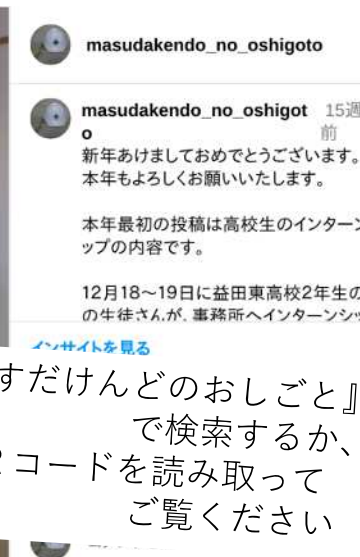 masudakendo_no_oshigoto
masudakendo_no_oshigot 15週
o 前
新年あけましておめでとうございます。
本年もよろしくお願いいたします。
本年最初の投稿は高校生のインターン
ップの内容です。
12月18～19日に益田東高校2年生の
の生徒さんが、事務所へインターンシッ
インサイトを見る
すだけんどのおしごと』
で検索するか、
コードを読み取って
ご覧ください